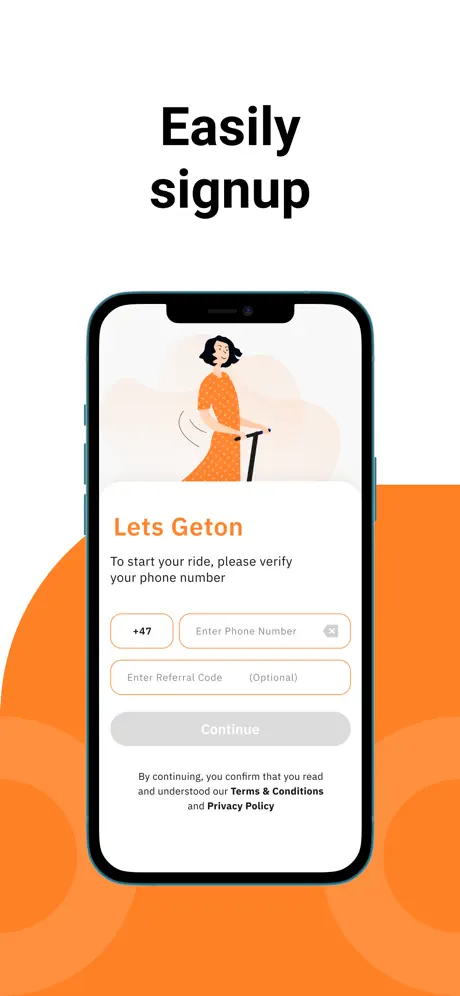 Easily
signup
Lets Geton
To start your ride, please verify
your phone number
+47
Enter Phone Number
Enter Referral Code (Optional)
Continue
By continuing, you confirm that you read
and understood our Terms & Conditions
and Privacy Policy